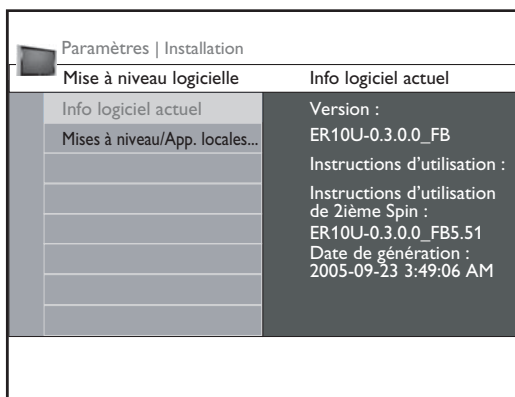 Paramètres | Installation
Mise à niveau logicielle
Info logiciel actuel
Info logiciel actuel
Mises à niveau/App. locales...
Version :
ER10U-0.3.0.0_FB
Instructions d'utilisation :
Instructions d'utilisation
de 2ième Spin :
ER10U-0.3.0.0_FB5.51
Date de génération :
2005-09-23 3:49:06 AM